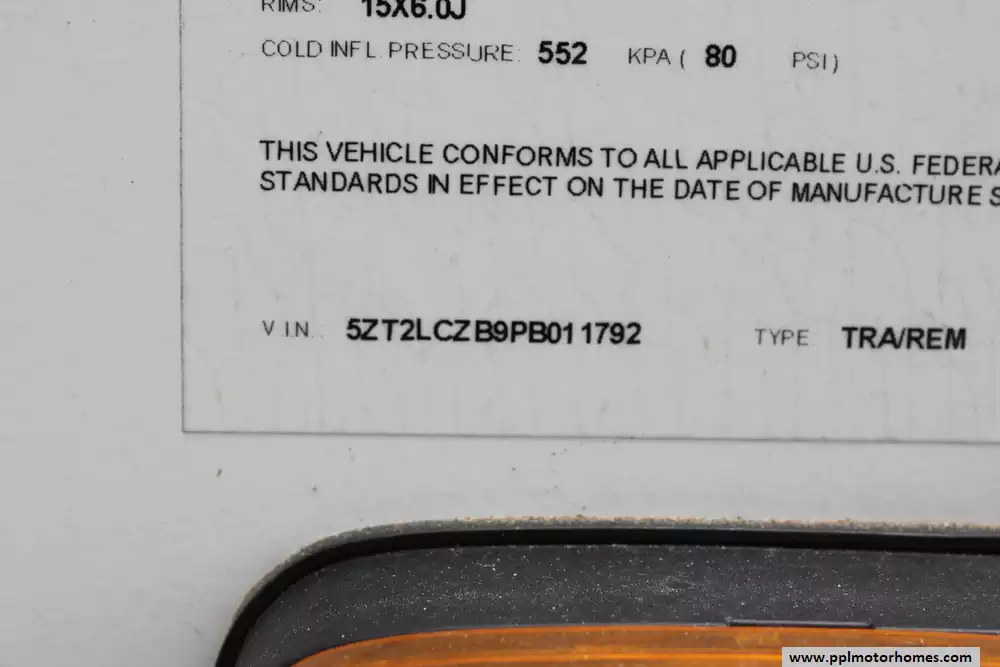 RIMS: 15X6.0J
COLD INFL. PRESSURE: 552 KPA ( 80 PSI)
THIS VEHICLE CONFORMS TO ALL APPLICABLE U.S. FEDERA
STANDARDS IN EFFECT ON THE DATE OF MANUFACTURE S
V.I.N.: 5ZT2LCZB9PB011792 TYPE: TRA/REM
www.pplmotorhomes.com